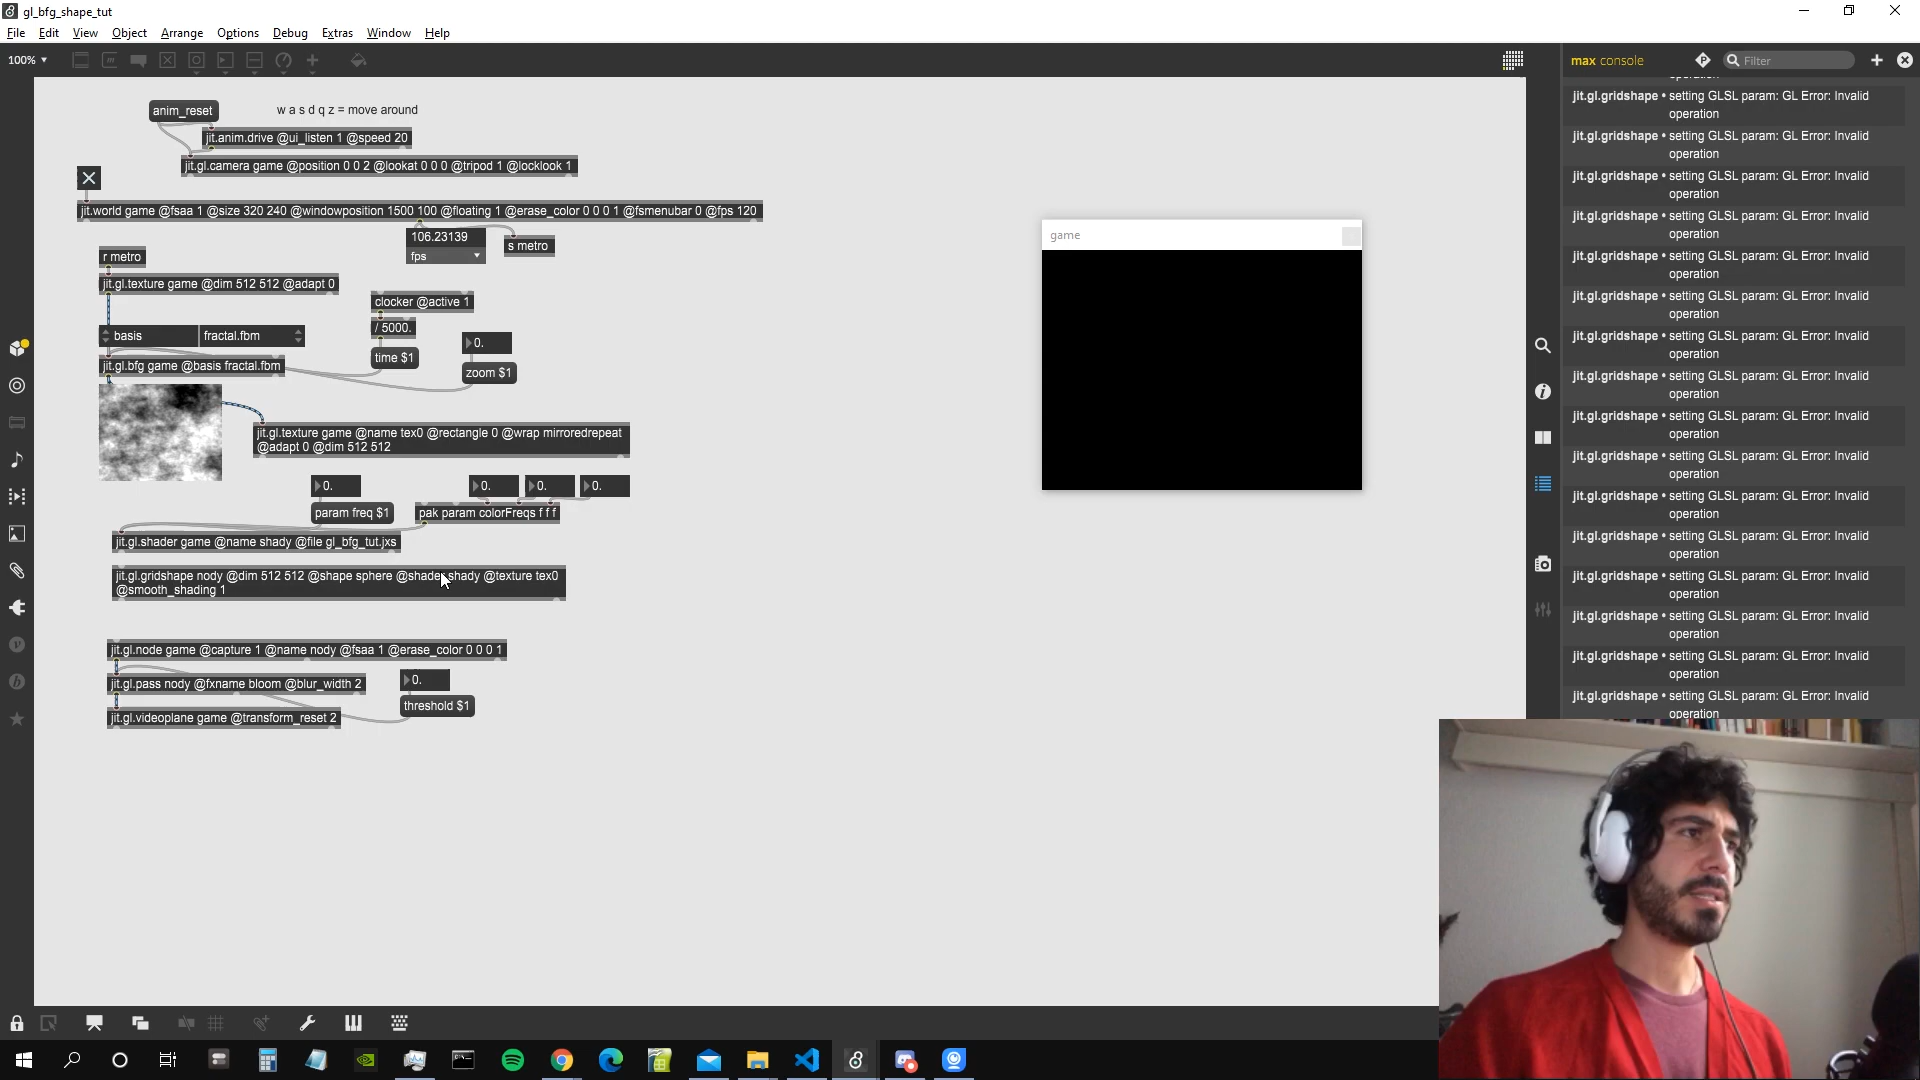 gl_bfg_shape_tut
File Edit View Object Arrange Options Debug Extras Window Help
100%
max console
Filter
anim_reset
w a s d q z = move around
jit.anim.drive @ui_listen 1 @speed 20
jit.gl.camera game @position 0 0 2 @lookat 0 0 0 @tripod 1 @locklook 1
jit.world game @fsaa 1 @size 320 240 @windowposition 1500 100 @floating 1 @erase_color 0 0 0 1 @fsmenubar 0 @fps 120
106.23139
fps
s metro
r metro
jit.gl.texture game @dim 512 512 @adapt 0
clocker @active 1
/ 5000.
time $1
0.
zoom $1
basis
fractal.fbm
jit.gl.bfg game @basis fractal.fbm
jit.gl.texture game @name tex0 @rectangle 0 @wrap mirroredrepeat
@adapt 0 @dim 512 512
0.
0.
0.
0.
param freq $1
pak param colorFreqs f f f
jit.gl.shader game @name shady @file gl_bfg_tut.jxs
jit.gl.gridshape nody @dim 512 512 @shape sphere @shader shady @texture tex0
@smooth_shading 1
jit.gl.node game @capture 1 @name nody @fsaa 1 @erase_color 0 0 0 1
jit.gl.pass nody @fxname bloom @blur_width 2
0.
threshold $1
jit.gl.videoplane game @transform_reset 2
game
jit.gl.gridshape • setting GLSL param: GL Error: Invalid
operation
jit.gl.gridshape • setting GLSL param: GL Error: Invalid
operation
jit.gl.gridshape • setting GLSL param: GL Error: Invalid
operation
jit.gl.gridshape • setting GLSL param: GL Error: Invalid
operation
jit.gl.gridshape • setting GLSL param: GL Error: Invalid
operation
jit.gl.gridshape • setting GLSL param: GL Error: Invalid
operation
jit.gl.gridshape • setting GLSL param: GL Error: Invalid
operation
jit.gl.gridshape • setting GLSL param: GL Error: Invalid
operation
jit.gl.gridshape • setting GLSL param: GL Error: Invalid
operation
jit.gl.gridshape • setting GLSL param: GL Error: Invalid
operation
jit.gl.gridshape • setting GLSL param: GL Error: Invalid
operation
jit.gl.gridshape • setting GLSL param: GL Error: Invalid
operation
jit.gl.gridshape • setting GLSL param: GL Error: Invalid
operation
jit.gl.gridshape • setting GLSL param: GL Error: Invalid
operation
jit.gl.gridshape • setting GLSL param: GL Error: Invalid
operation
jit.gl.gridshape • setting GLSL param: GL Error: Invalid
operation